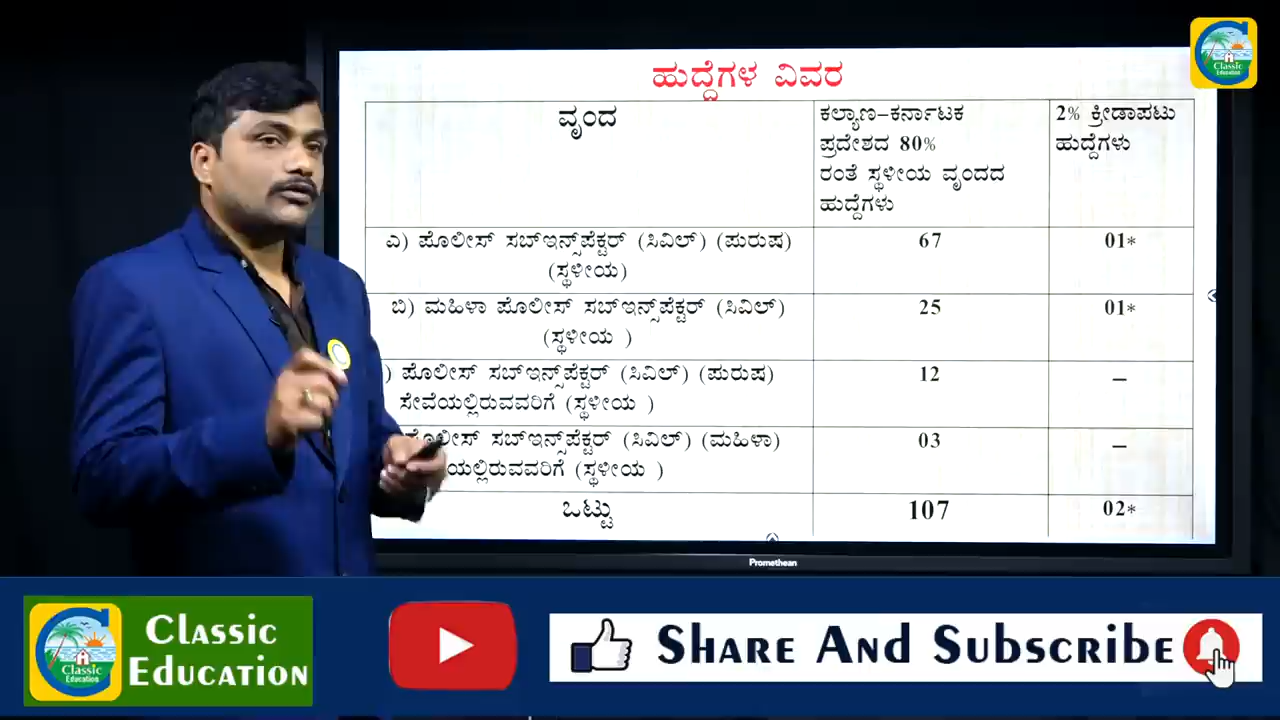 Classic
Education
ಹುದ್ದೆಗಳ ವಿವರ
ವೃಂದ
ಕಲ್ಯಾಣ-ಕರ್ನಾಟಕ
ಪ್ರದೇಶದ 80%
ರಂತೆ ಸ್ಥಳೀಯ ವೃಂದದ
ಹುದ್ದೆಗಳು
2% ಕ್ರೀಡಾಪಟು
ಹುದ್ದೆಗಳು
ಎ) ಪೊಲೀಸ್ ಸಬ್‌ಇನ್ಸ್‌ಪೆಕ್ಟರ್ (ಸಿವಿಲ್) (ಪುರುಷ)
(ಸ್ಥಳೀಯ)
67
01*
ಬಿ) ಮಹಿಳಾ ಪೊಲೀಸ್ ಸಬ್‌ಇನ್ಸ್‌ಪೆಕ್ಟರ್ (ಸಿವಿಲ್)
(ಸ್ಥಳೀಯ )
25
01*
) ಪೊಲೀಸ್ ಸಬ್‌ಇನ್ಸ್‌ಪೆಕ್ಟರ್ (ಸಿವಿಲ್) (ಪುರುಷ)
ಸೇವೆಯಲ್ಲಿರುವವರಿಗೆ (ಸ್ಥಳೀಯ )
12
–
ಪೊಲೀಸ್ ಸಬ್‌ಇನ್ಸ್‌ಪೆಕ್ಟರ್ (ಸಿವಿಲ್) (ಮಹಿಳಾ)
ಯಲ್ಲಿರುವವರಿಗೆ (ಸ್ಥಳೀಯ )
03
–
ಒಟ್ಟು
107
02*
Promethean
Classic
Education
CLASSIC
EDUCATION
SHARE AND SUBSCRIBE